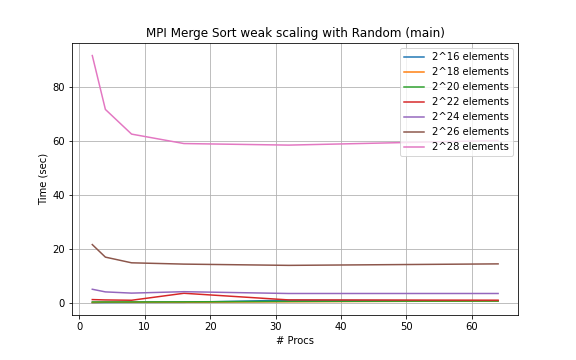 MPI Merge Sort weak scaling with Random (main)
2^16 elements
2^18 elements
2^20 elements
2^22 elements
2^24 elements
2^26 elements
2^28 elements
Time (sec)
80
60
40
20
0
0 10 20 30 40 50 60
# Procs